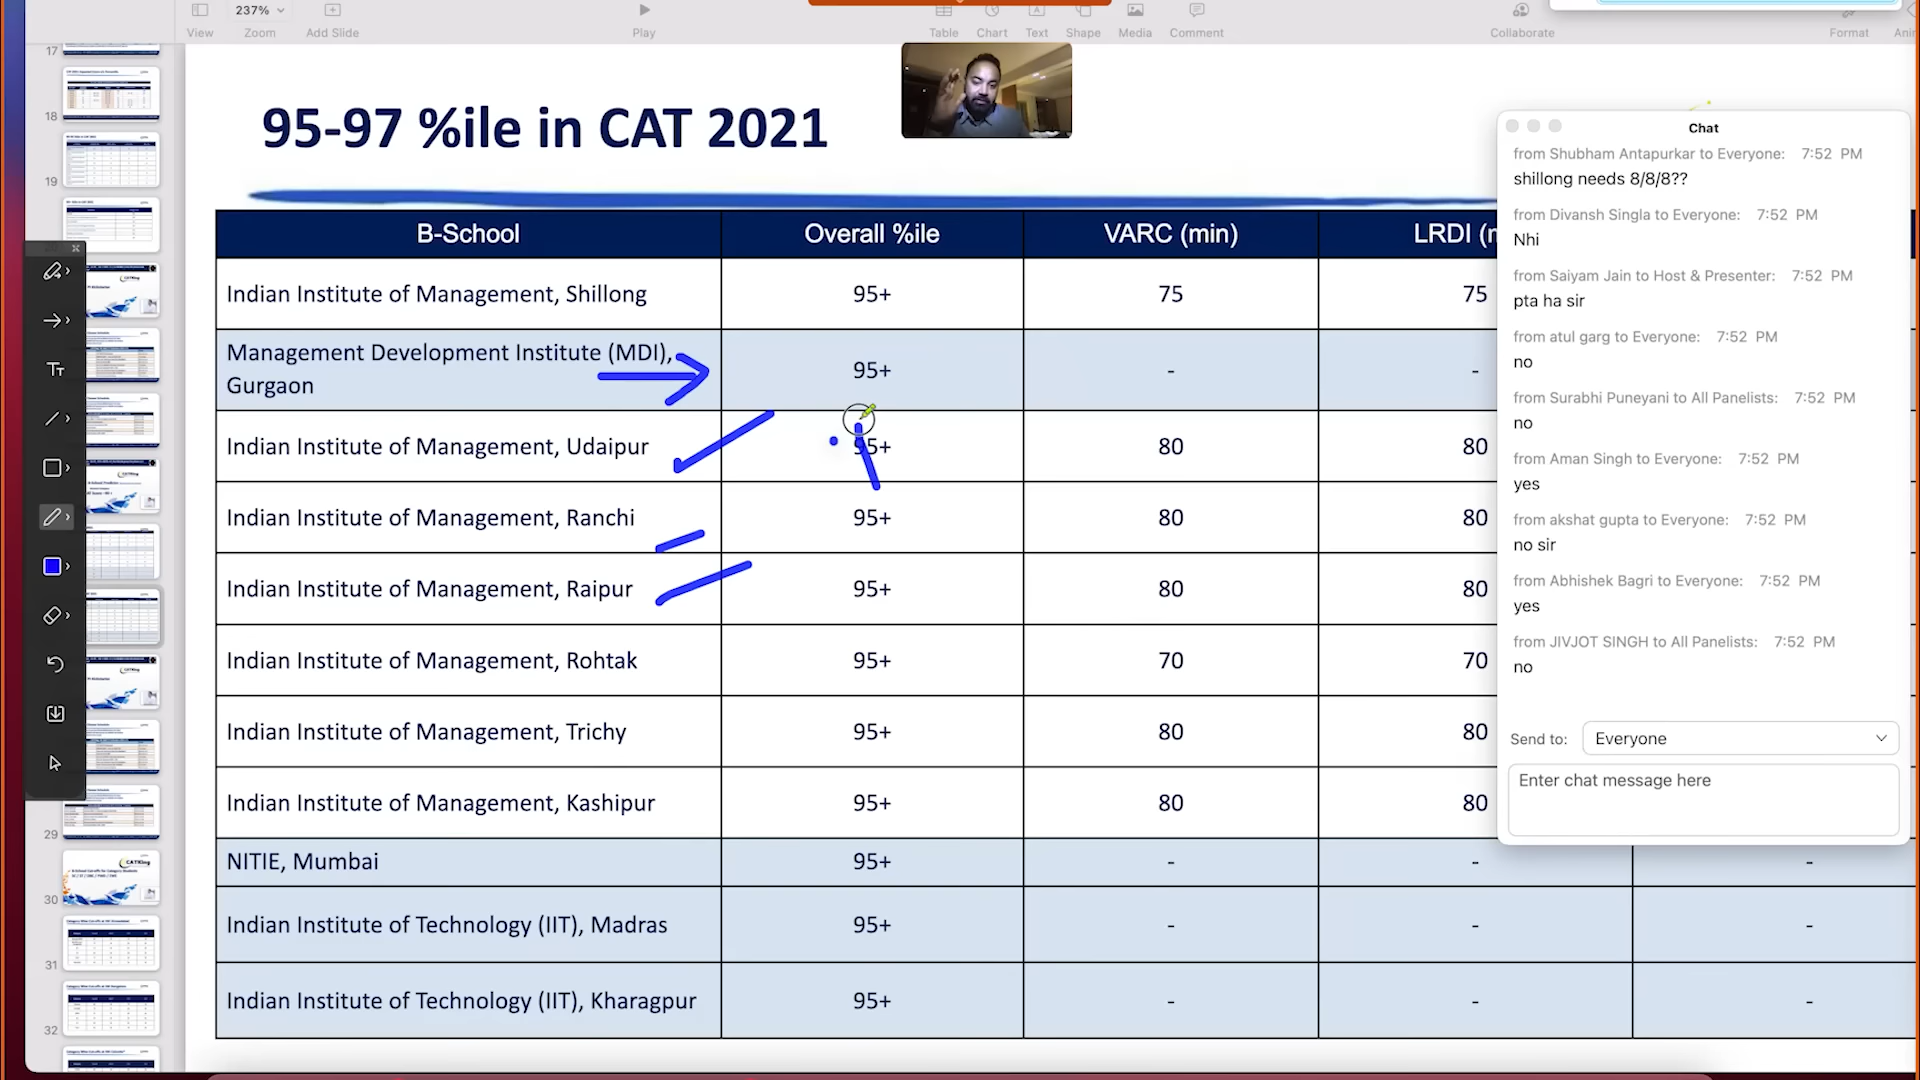 237%
View
Zoom
Add Slide
Play
Table
Chart
Text
Shape
Media
Comment
Collaborate
Format
95-97 %ile in CAT 2021
B-School Overall %ile VARC (min) LRDI
Indian Institute of Management, Shillong 95+ 75 75
Management Development Institute (MDI),
Gurgaon 95+ - -
Indian Institute of Management, Udaipur 95+ 80 80
Indian Institute of Management, Ranchi 95+ 80 80
Indian Institute of Management, Raipur 95+ 80 80
Indian Institute of Management, Rohtak 95+ 70 70
Indian Institute of Management, Trichy 95+ 80 80
Indian Institute of Management, Kashipur 95+ 80 80
NITIE, Mumbai 95+ - - -
Indian Institute of Technology (IIT), Madras 95+ - - -
Indian Institute of Technology (IIT), Kharagpur 95+ - - -
Chat
from Shubham Antapurkar to Everyone: 7:52 PM
shillong needs 8/8/8??
from Divansh Singla to Everyone: 7:52 PM
Nhi
from Saiyam Jain to Host & Presenter: 7:52 PM
pta ha sir
from atul garg to Everyone: 7:52 PM
no
from Surabhi Puneyani to All Panelists: 7:52 PM
no
from Aman Singh to Everyone: 7:52 PM
yes
from akshat gupta to Everyone: 7:52 PM
no sir
from Abhishek Bagri to Everyone: 7:52 PM
yes
from JIVJOT SINGH to All Panelists: 7:52 PM
no
Send to: Everyone
Enter chat message here
17
18
19
29
30
31
32